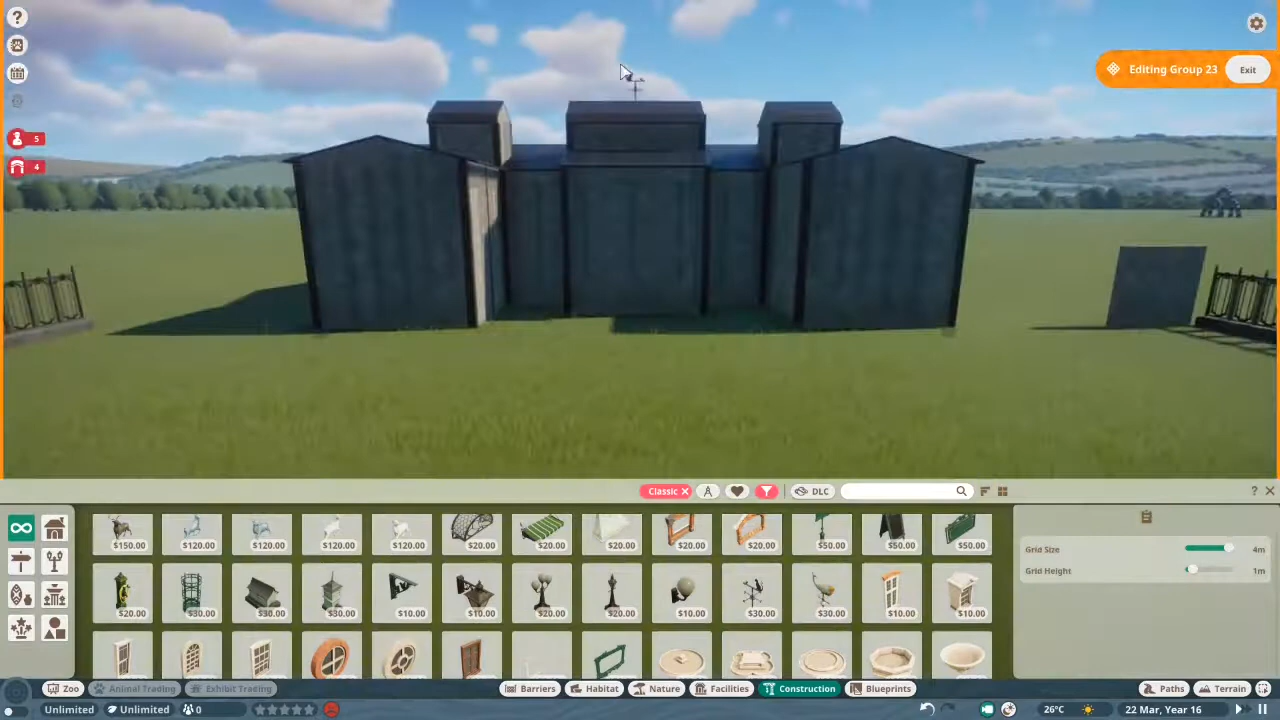 ?
Editing Group 23
Exit
5
4
Classic ×
DLC
? ×
$150.00 $120.00 $120.00 $120.00 $120.00 $20.00 $20.00 $20.00 $20.00 $20.00 $50.00 $50.00 $50.00
Grid Size 4m
Grid Height 1m
$20.00 $30.00 $30.00 $30.00 $10.00 $10.00 $20.00 $20.00 $10.00 $30.00 $30.00 $10.00 $10.00
Zoo Animal Trading Exhibit Trading Barriers Habitat Nature Facilities Construction Blueprints Paths Terrain
Unlimited Unlimited 0 26°C 22 Mar, Year 16